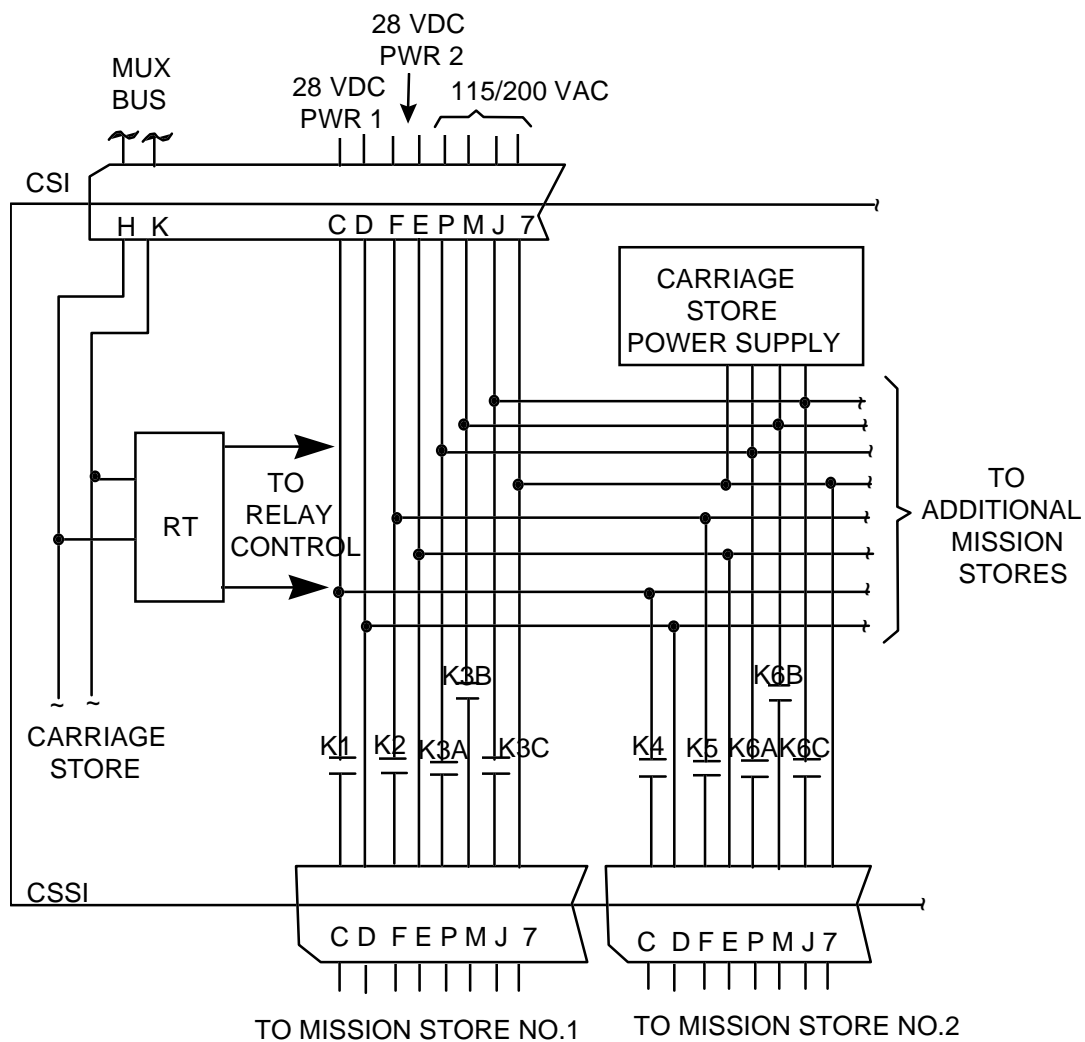 28 VDC
PWR 2
MUX
BUS
28 VDC
PWR 1
115/200 VAC
CSI
H K
C D F E P M J 7
CARRIAGE
STORE
POWER SUPPLY
RT
TO
RELAY
CONTROL
TO
ADDITIONAL
MISSION
STORES
K3B
K6B
CARRIAGE
STORE
K1 K2 K3A K3C K4 K5 K6A K6C
CSSI
C D F E P M J 7
C D F E P M J 7
TO MISSION STORE NO.1
TO MISSION STORE NO.2